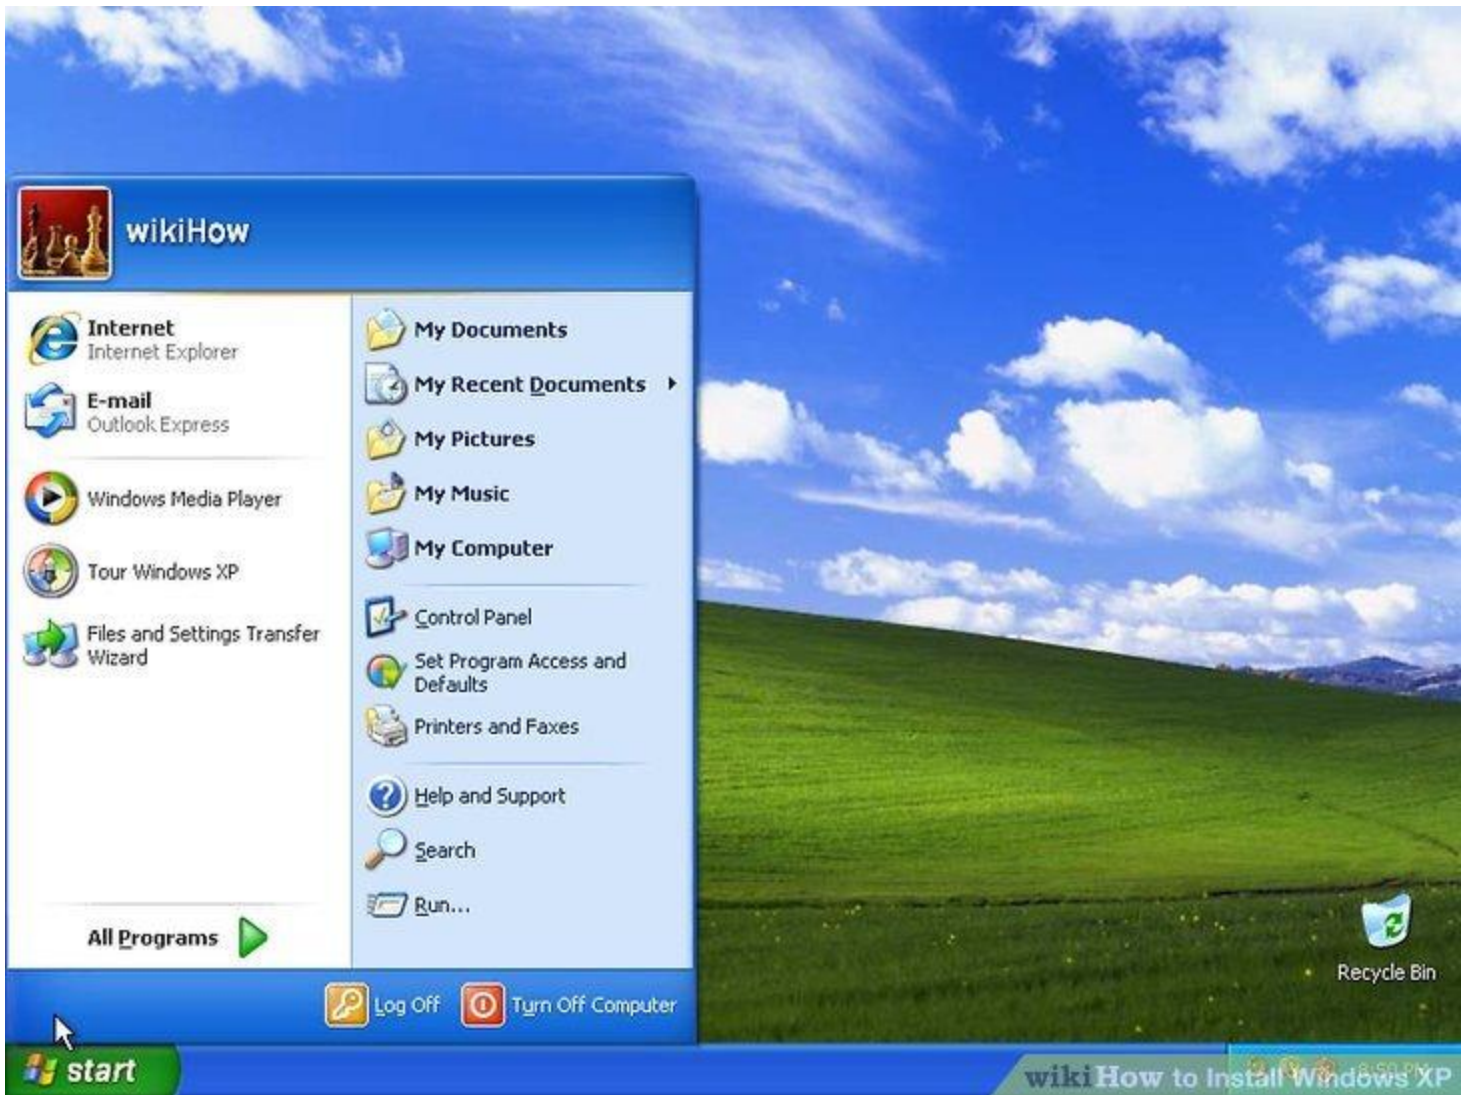 wikiHow
Internet
Internet Explorer
E-mail
Outlook Express
Windows Media Player
Tour Windows XP
Files and Settings Transfer
Wizard
All Programs
My Documents
My Recent Documents
My Pictures
My Music
My Computer
Control Panel
Set Program Access and
Defaults
Printers and Faxes
Help and Support
Search
Run...
Log Off
Turn Off Computer
Recycle Bin
start
wikiHow to Install Windows XP